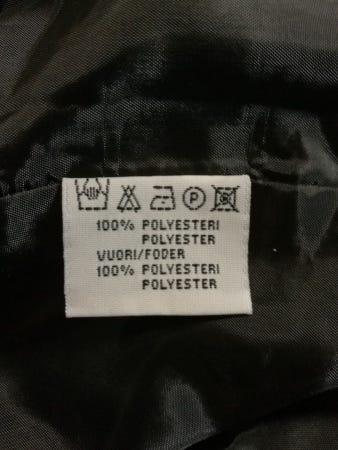 P
100% POLYESTERI
POLYESTER
VUORI/FODER
100% POLYESTERI
POLYESTER